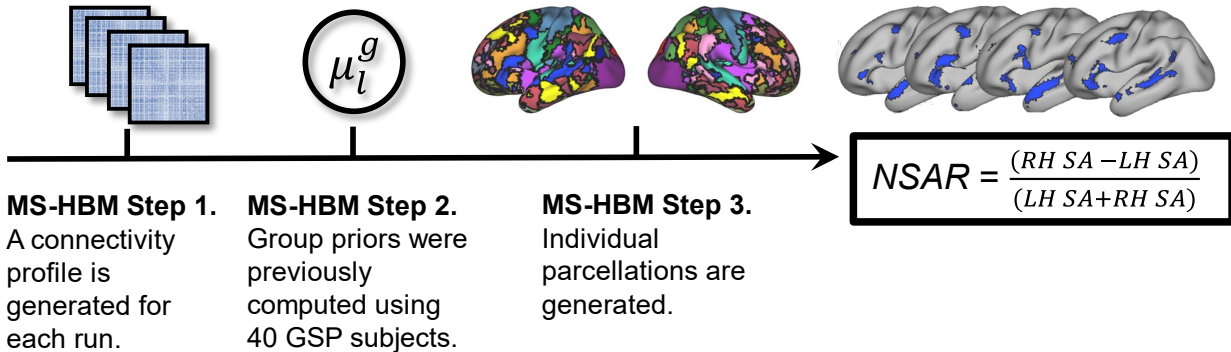 μ_l^g
MS-HBM Step 1.
A connectivity
profile is
generated for
each run.
MS-HBM Step 2.
Group priors were
previously
computed using
40 GSP subjects.
MS-HBM Step 3.
Individual
parcellations are
generated.
NSAR = (RH SA −LH SA) / (LH SA+RH SA)